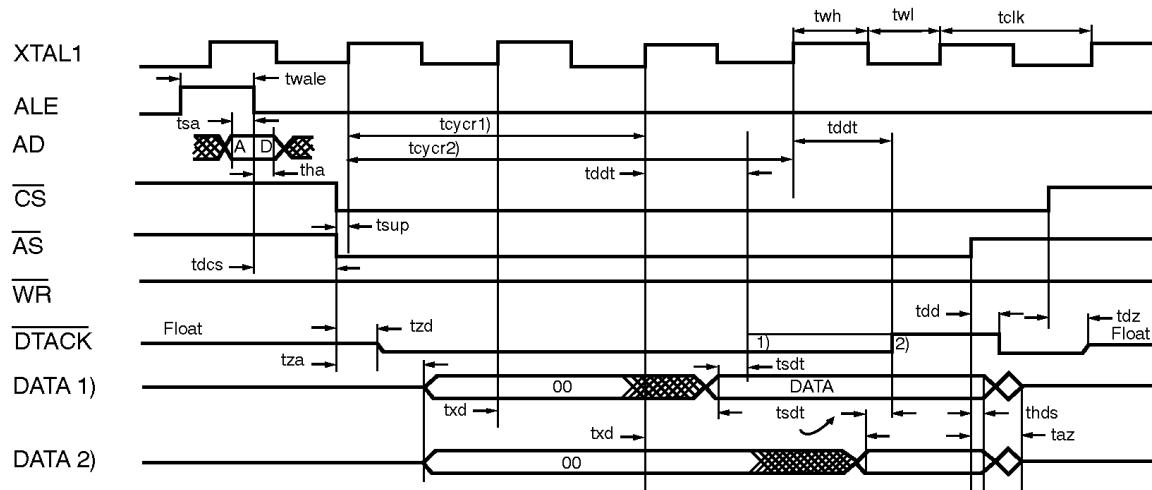 twh twl tclk
XTAL1
twale
ALE
tsa
tcycr1)
tddt
AD
A D
tcycr2)
tha
tddt
CS
tsup
AS
tdcs
WR
tdd
tdz
Float
tzd
Float
DTACK
1)
2)
tza
tsdt
DATA 1)
00
DATA
txd
tsdt
thds
txd
taz
DATA 2)
00